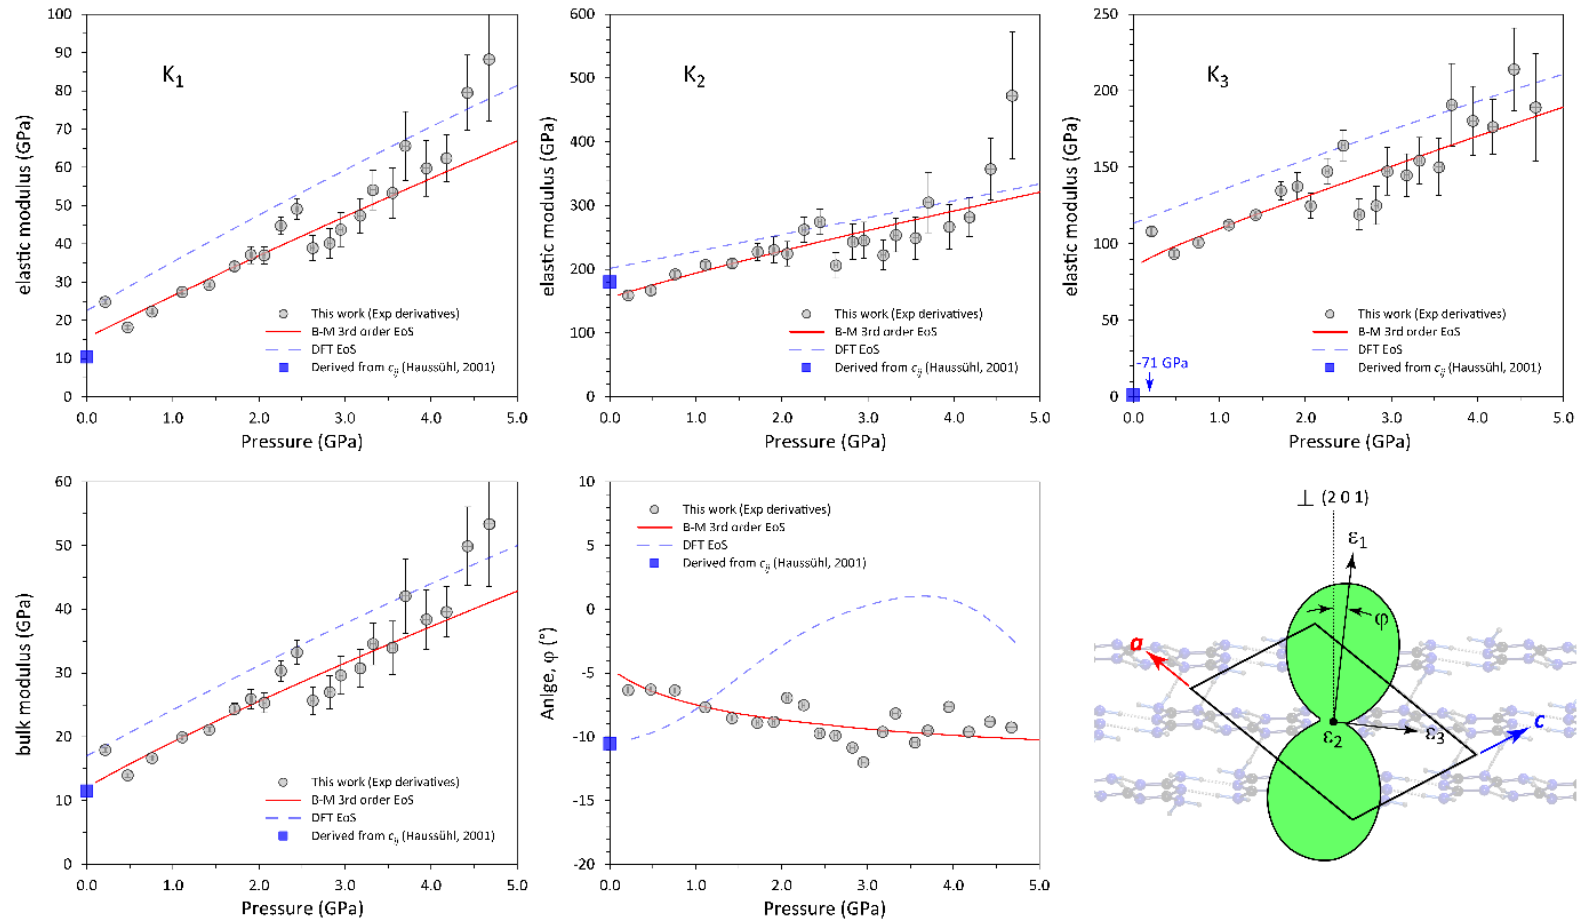 K1
elastic modulus (GPa)
100
90
80
70
60
50
40
30
20
10
0
0.0 1.0 2.0 3.0 4.0 5.0
Pressure (GPa)
This work (Exp derivatives)
B-M 3rd order EoS
DFT EoS
Derived from cij (Haussühl, 2001)
K2
elastic modulus (GPa)
600
500
400
300
200
100
0
0.0 1.0 2.0 3.0 4.0 5.0
Pressure (GPa)
This work (Exp derivatives)
B-M 3rd order EoS
DFT EoS
Derived from cij (Haussühl, 2001)
K3
elastic modulus (GPa)
250
200
150
100
50
0
-71 GPa
0.0 1.0 2.0 3.0 4.0 5.0
Pressure (GPa)
This work (Exp derivatives)
B-M 3rd order EoS
DFT EoS
Derived from cij (Haussühl, 2001)
bulk modulus (GPa)
60
50
40
30
20
10
0
0.0 1.0 2.0 3.0 4.0 5.0
Pressure (GPa)
This work (Exp derivatives)
B-M 3rd order EoS
DFT EoS
Derived from cij (Haussühl, 2001)
Anlge, φ (°)
10
5
0
-5
-10
-15
-20
0.0 1.0 2.0 3.0 4.0 5.0
Pressure (GPa)
This work (Exp derivatives)
B-M 3rd order EoS
DFT EoS
Derived from cij (Haussühl, 2001)
⊥ (2 0 1)
ε1
φ
a
c
ε2
ε3